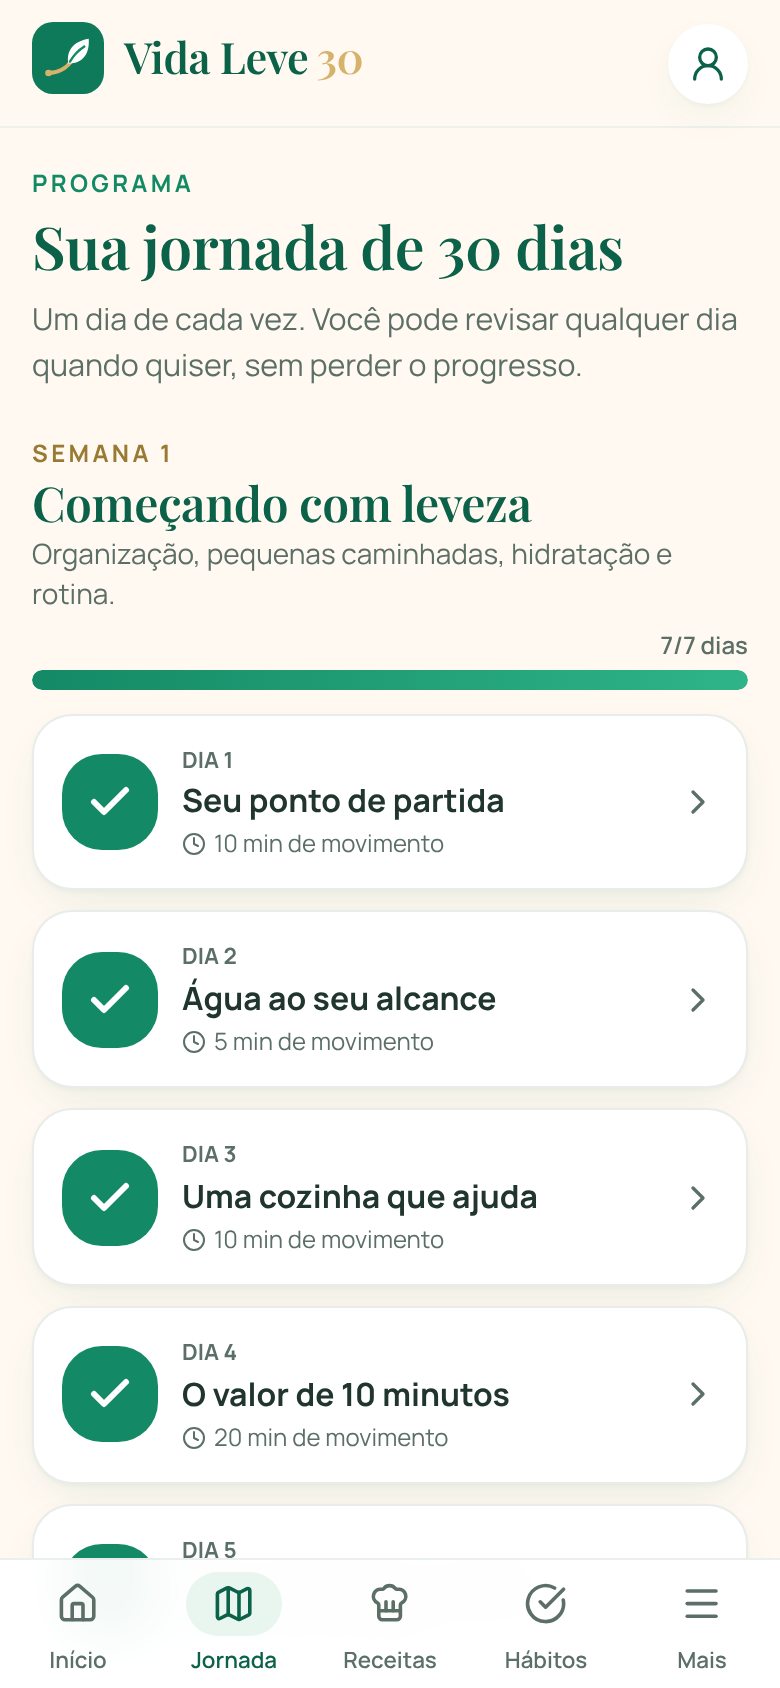 Vida Leve 30
PROGRAMA
Sua jornada de 30 dias
Um dia de cada vez. Você pode revisar qualquer dia
quando quiser, sem perder o progresso.
SEMANA 1
Começando com leveza
Organização, pequenas caminhadas, hidratação e
rotina.
7/7 dias
DIA 1
Seu ponto de partida
10 min de movimento
DIA 2
Água ao seu alcance
5 min de movimento
DIA 3
Uma cozinha que ajuda
10 min de movimento
DIA 4
O valor de 10 minutos
20 min de movimento
DIA 5
Início
Jornada
Receitas
Hábitos
Mais